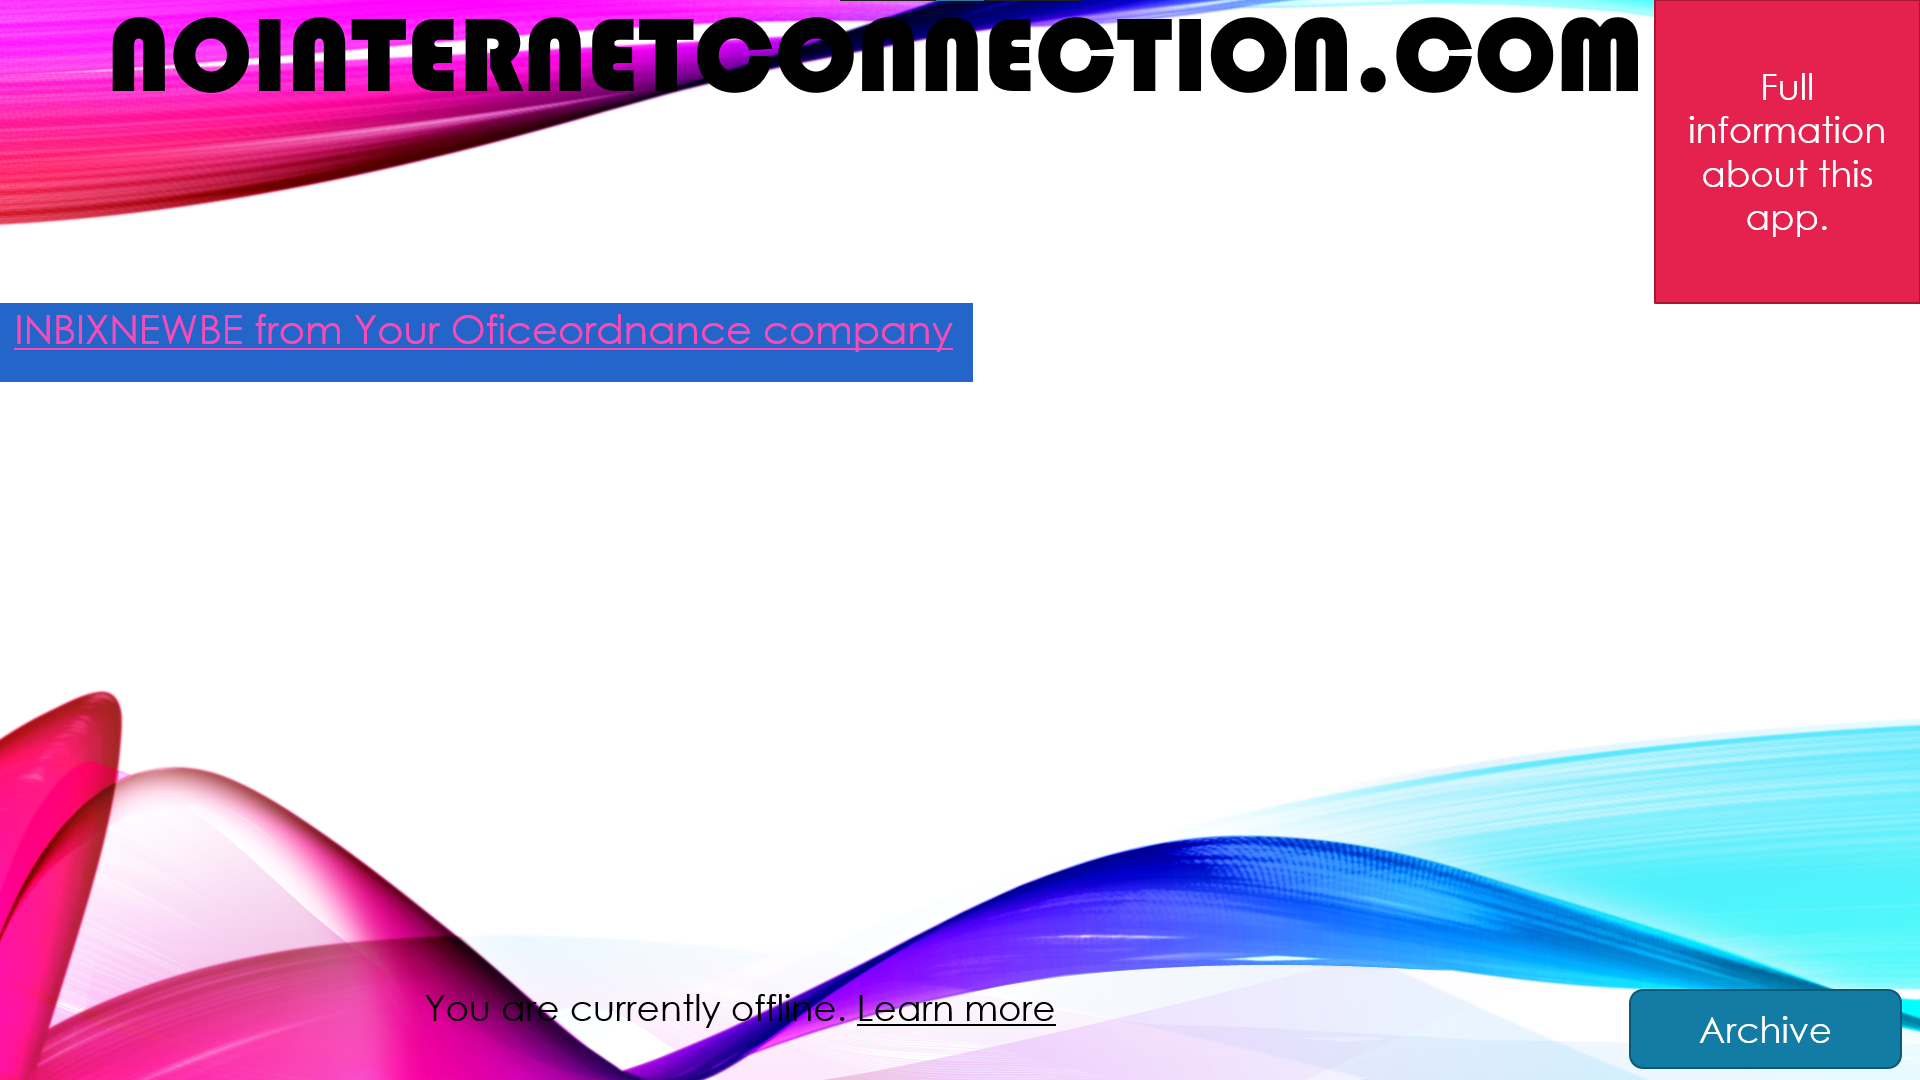 NOINTERNETCONNECTION.COM
Full
information
about this
app.
INBIXNEWBE from Your Oficeordnance company
You are currently offline. Learn more
Archive